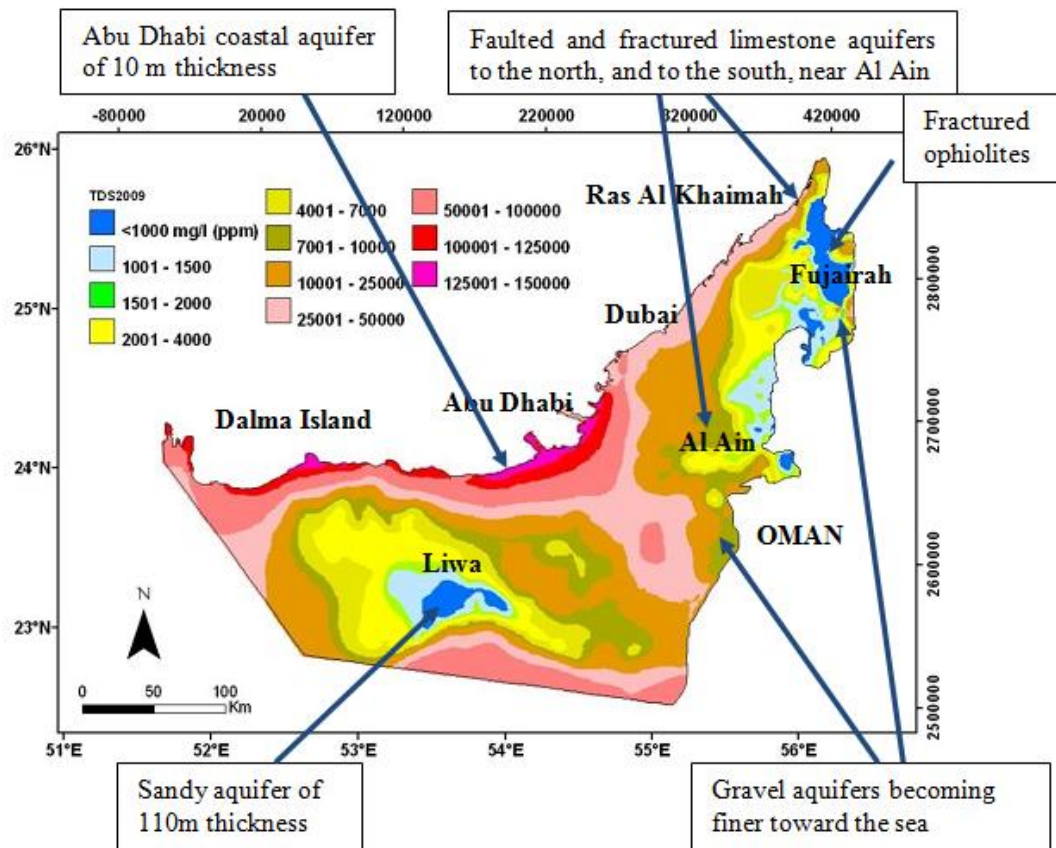 Abu Dhabi coastal aquifer
of 10 m thickness
Faulted and fractured limestone aquifers
to the north, and to the south, near Al Ain
Fractured
ophiolites
-80000 20000 120000 220000 320000 420000
26°N
25°N
24°N
23°N
TDS2009
<1000 mg/l (ppm)
1001 - 1500
1501 - 2000
2001 - 4000
4001 - 7000
7001 - 10000
10001 - 25000
25001 - 50000
50001 - 100000
100001 - 125000
125001 - 150000
Ras Al Khaimah
Fujairah
Dubai
Abu Dhabi
Dalma Island
Al Ain
OMAN
Liwa
2800000
2700000
2600000
2500000
N
0 50 100
Km
51°E 52°E 53°E 54°E 55°E 56°E
Sandy aquifer of
110m thickness
Gravel aquifers becoming
finer toward the sea